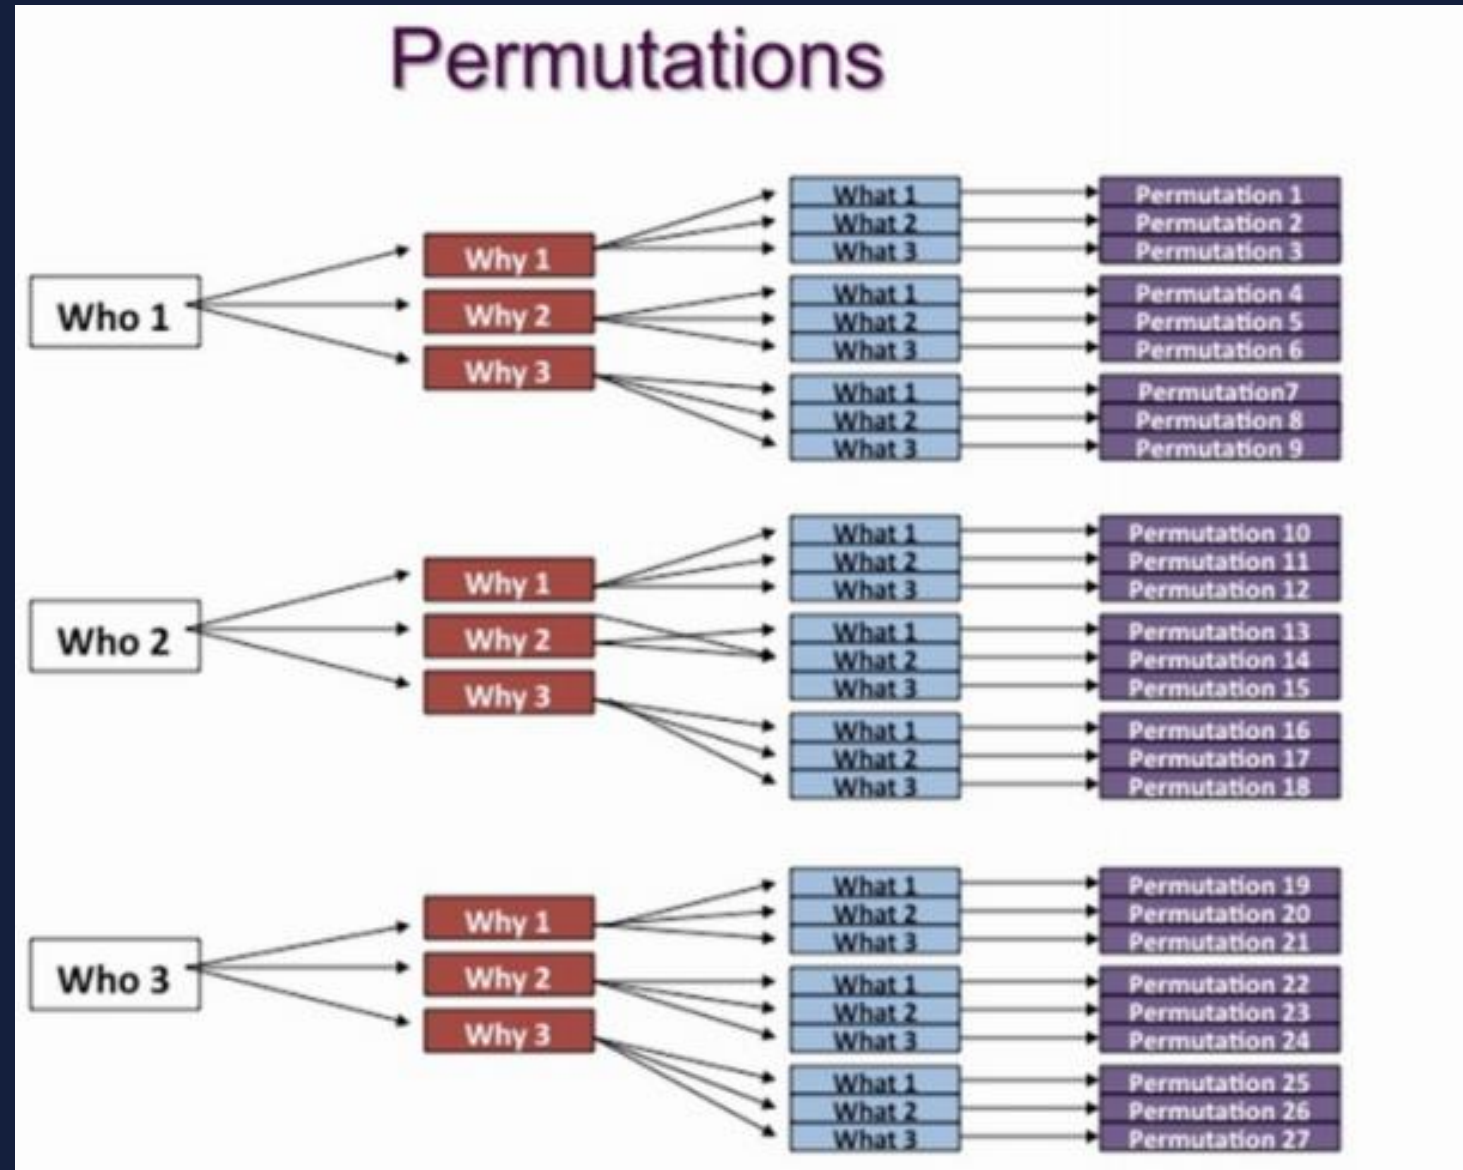 Permutations
Who 1
Why 1
Why 2
Why 3
What 1
What 2
What 3
What 1
What 2
What 3
What 1
What 2
What 3
Permutation 1
Permutation 2
Permutation 3
Permutation 4
Permutation 5
Permutation 6
Permutation7
Permutation 8
Permutation 9
Who 2
Why 1
Why 2
Why 3
What 1
What 2
What 3
What 1
What 2
What 3
What 1
What 2
What 3
Permutation 10
Permutation 11
Permutation 12
Permutation 13
Permutation 14
Permutation 15
Permutation 16
Permutation 17
Permutation 18
Who 3
Why 1
Why 2
Why 3
What 1
What 2
What 3
What 1
What 2
What 3
What 1
What 2
What 3
Permutation 19
Permutation 20
Permutation 21
Permutation 22
Permutation 23
Permutation 24
Permutation 25
Permutation 26
Permutation 27